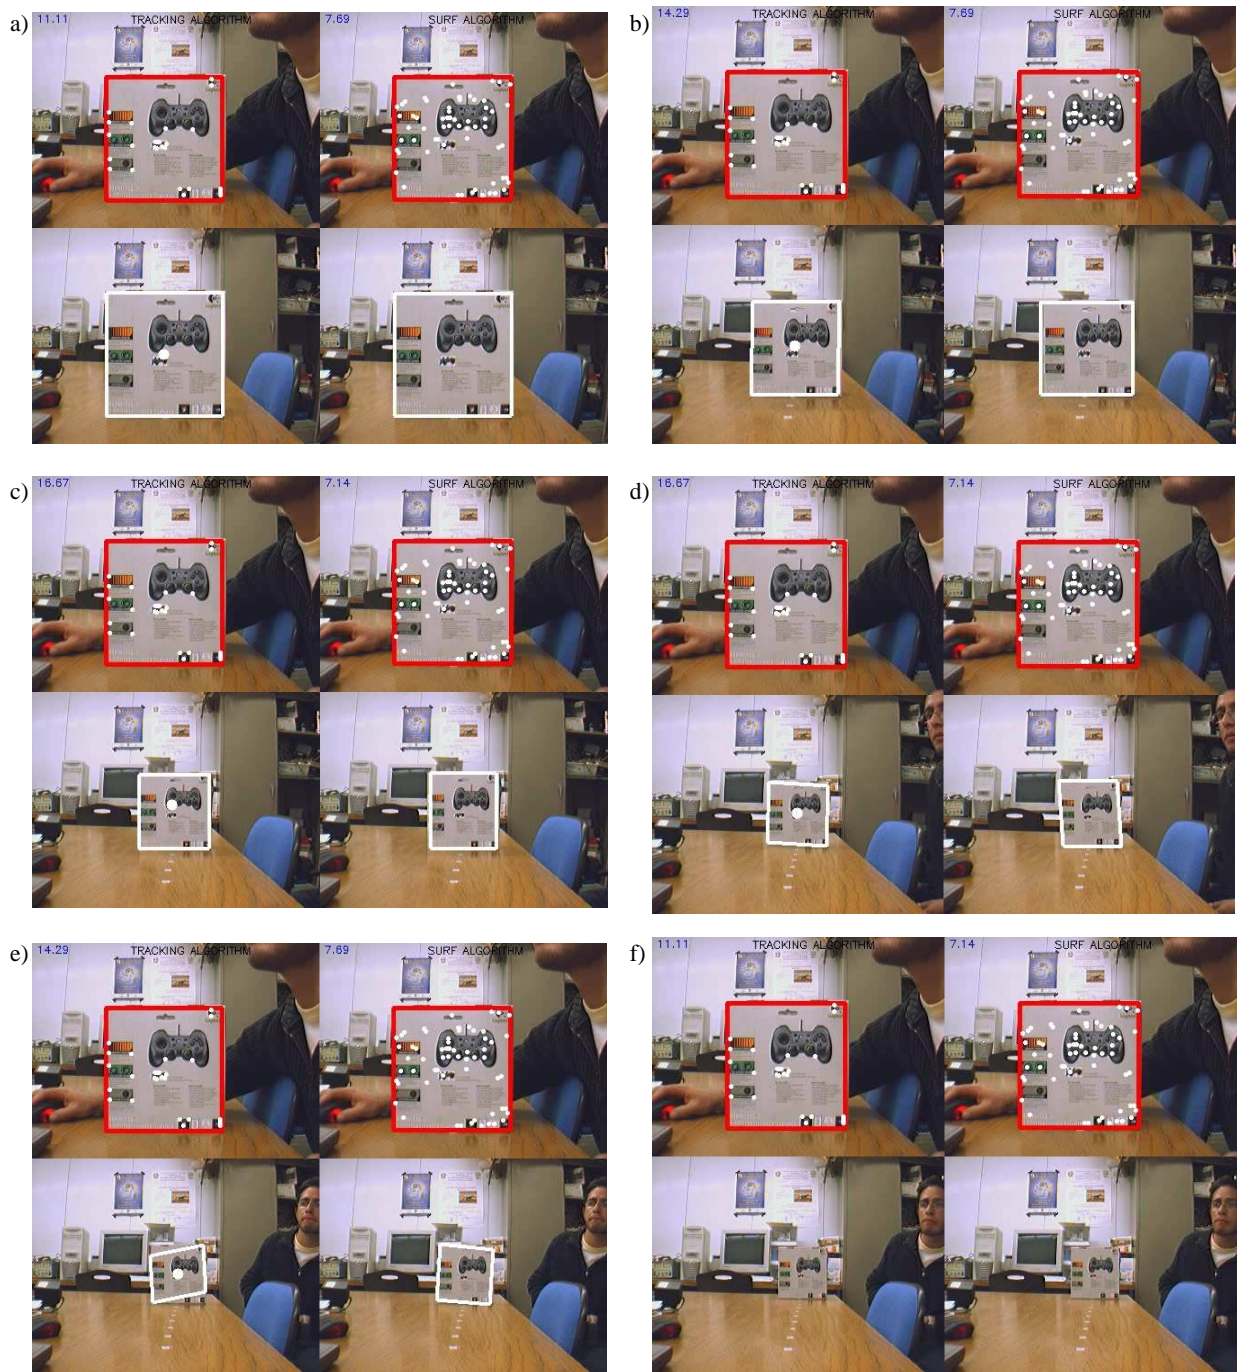 a) 11.11 TRACKING ALGORITHM 7.69 SURF ALGORITHM
b) 14.29 TRACKING ALGORITHM 7.69 SURF ALGORITHM
c) 16.67 TRACKING ALGORITHM 7.14 SURF ALGORITHM
d) 16.67 TRACKING ALGORITHM 7.14 SURF ALGORITHM
e) 14.29 TRACKING ALGORITHM 7.69 SURF ALGORITHM
f) 11.11 TRACKING ALGORITHM 7.14 SURF ALGORITHM